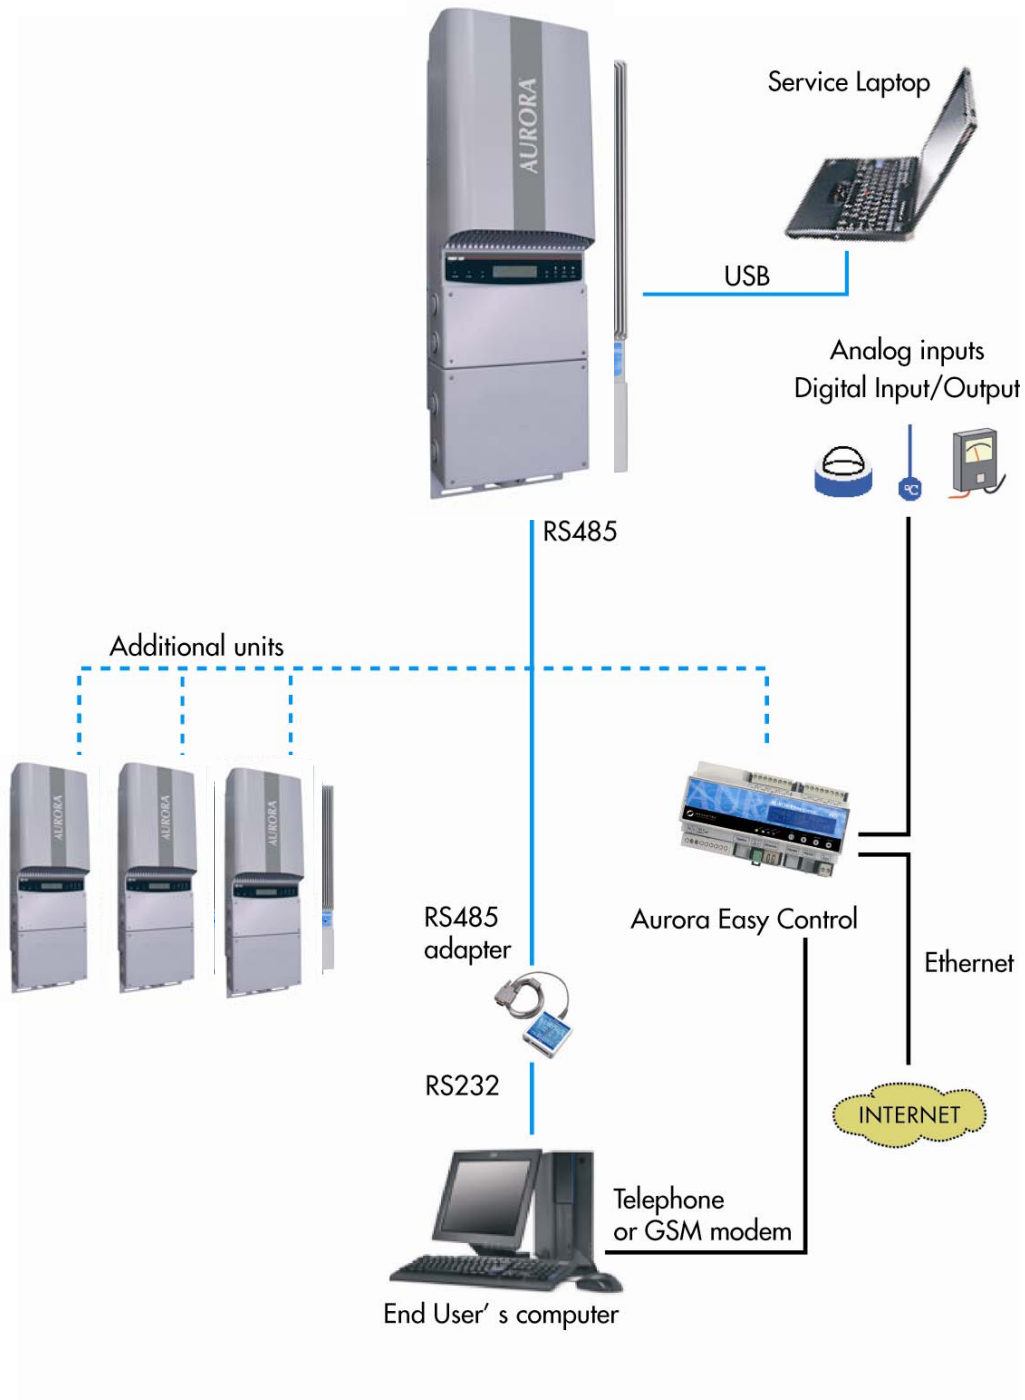 AURORA
Service Laptop
USB
Analog inputs
Digital Input/Output
°C
RS485
Additional units
AURORA
AURORA
AURORA
AUR
RS485
adapter
Aurora Easy Control
Ethernet
RS232
INTERNET
Telephone
or GSM modem
End User’ s computer